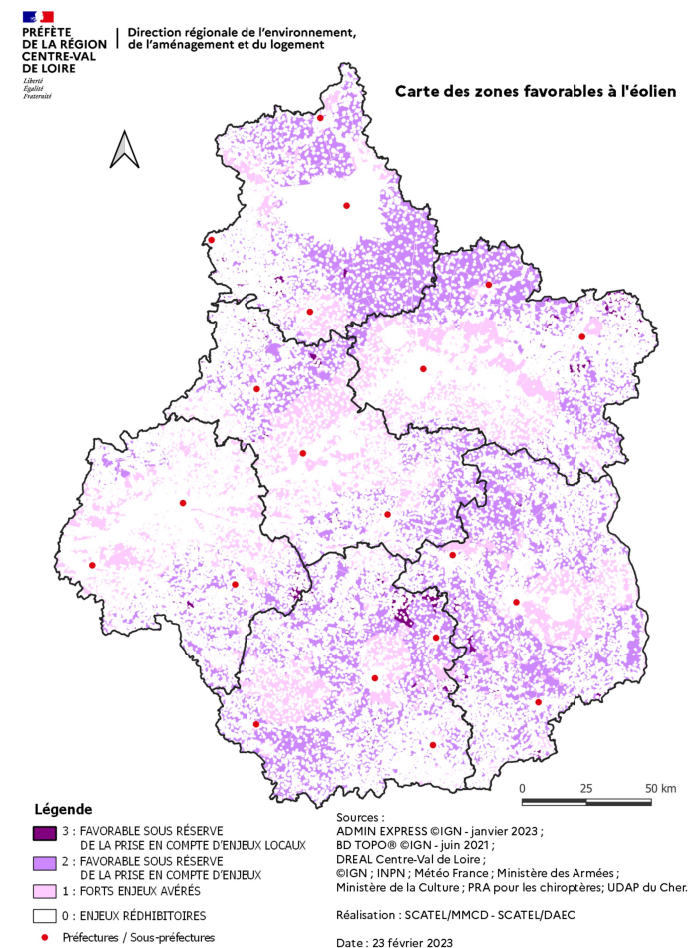 PRÉFÈTE
DE LA RÉGION
CENTRE-VAL
DE LOIRE
Liberté
Égalité
Fraternité
Direction régionale de l'environnement,
de l'aménagement et du logement
Carte des zones favorables à l'éolien
0 25 50 km
Légende
3 : FAVORABLE SOUS RÉSERVE
DE LA PRISE EN COMPTE D'ENJEUX LOCAUX
2 : FAVORABLE SOUS RÉSERVE
DE LA PRISE EN COMPTE D'ENJEUX
1 : FORTS ENJEUX AVÉRÉS
0 : ENJEUX RÉDHIBITOIRES
Préfectures / Sous-préfectures
Sources :
ADMIN EXPRESS ©IGN - janvier 2023 ;
BD TOPO® ©IGN - juin 2021 ;
DREAL Centre-Val de Loire ;
©IGN ; INPN ; Météo France ; Ministère des Armées ;
Ministère de la Culture ; PRA pour les chiroptères; UDAP du Cher.
Réalisation : SCATEL/MMCD - SCATEL/DAEC
Date : 23 février 2023